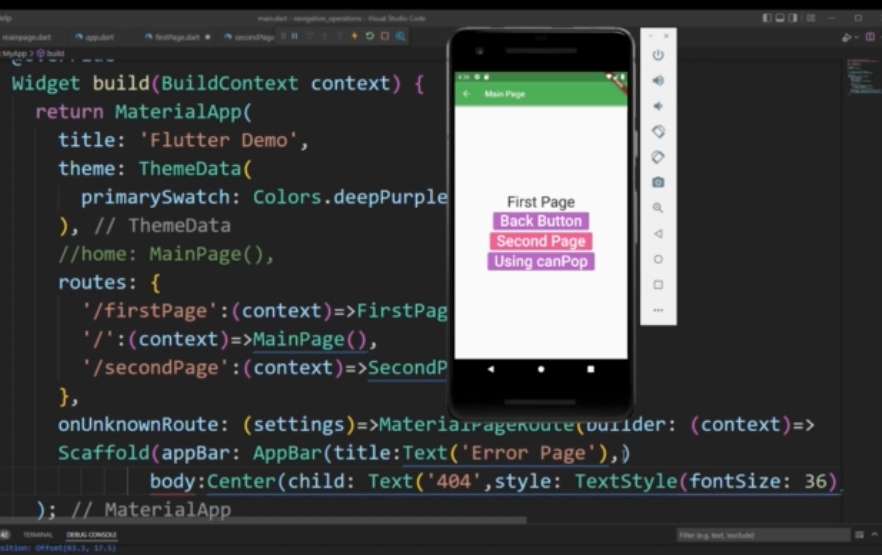 Help
main.dart - navigation_operations - Visual Studio Code
mainpage.dart
app.dart
firstPage.dart
secondPage
MyApp > build
@override
Widget build(BuildContext context) {
return MaterialApp(
title: 'Flutter Demo',
theme: ThemeData(
primarySwatch: Colors.deepPurple
), // ThemeData
//home: MainPage(),
routes: {
'/firstPage':(context)=>FirstPag
'/':(context)=>MainPage(),
'/secondPage':(context)=>SecondP
},
onUnknownRoute: (settings)=>MaterialPageRoute(builder: (context)=>
Scaffold(appBar: AppBar(title:Text('Error Page'),)
body:Center(child: Text('404',style: TextStyle(fontSize: 36)
); // MaterialApp
Main Page
First Page
Back Button
Second Page
Using canPop
TERMINAL
DEBUG CONSOLE
Filter (e.g. text, !exclude)
sition: Offset(63.3, 17.5)